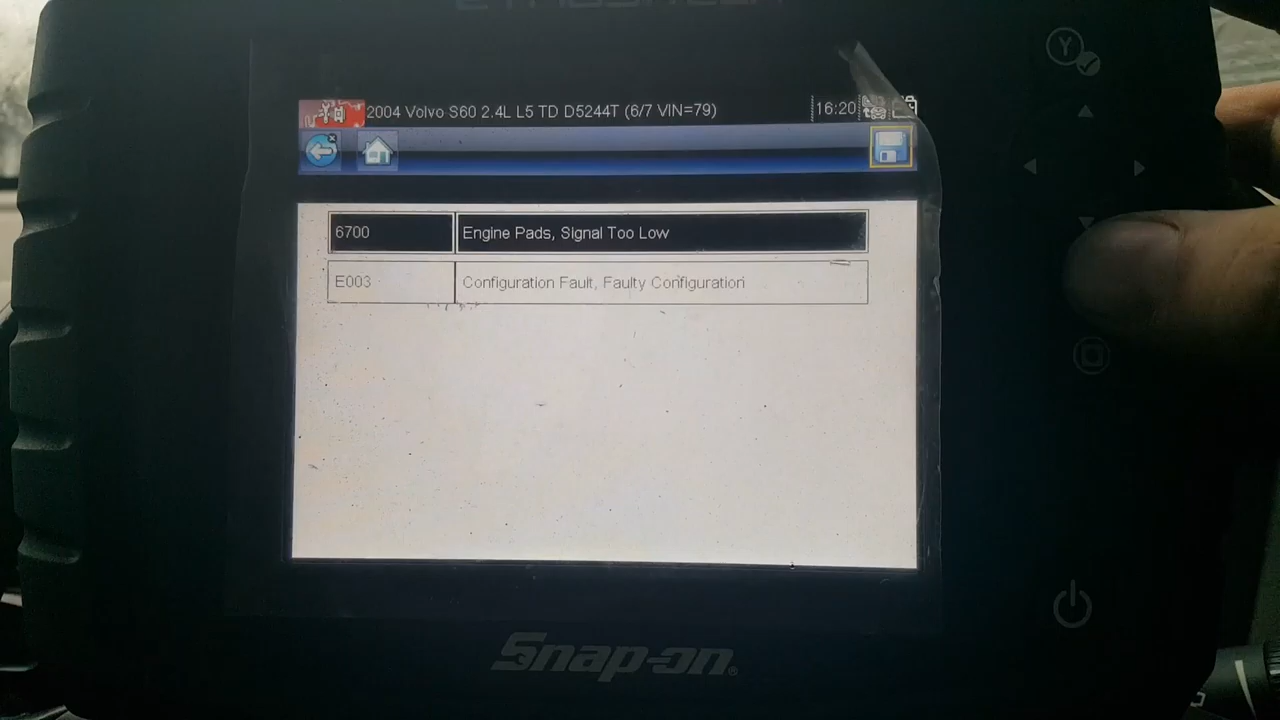 2004 Volvo S60 2.4L L5 TD D5244T (6/7 VIN=79)
16:20
Y
6700 Engine Pads, Signal Too Low
E003 Configuration Fault, Faulty Configuration
Snap-on®